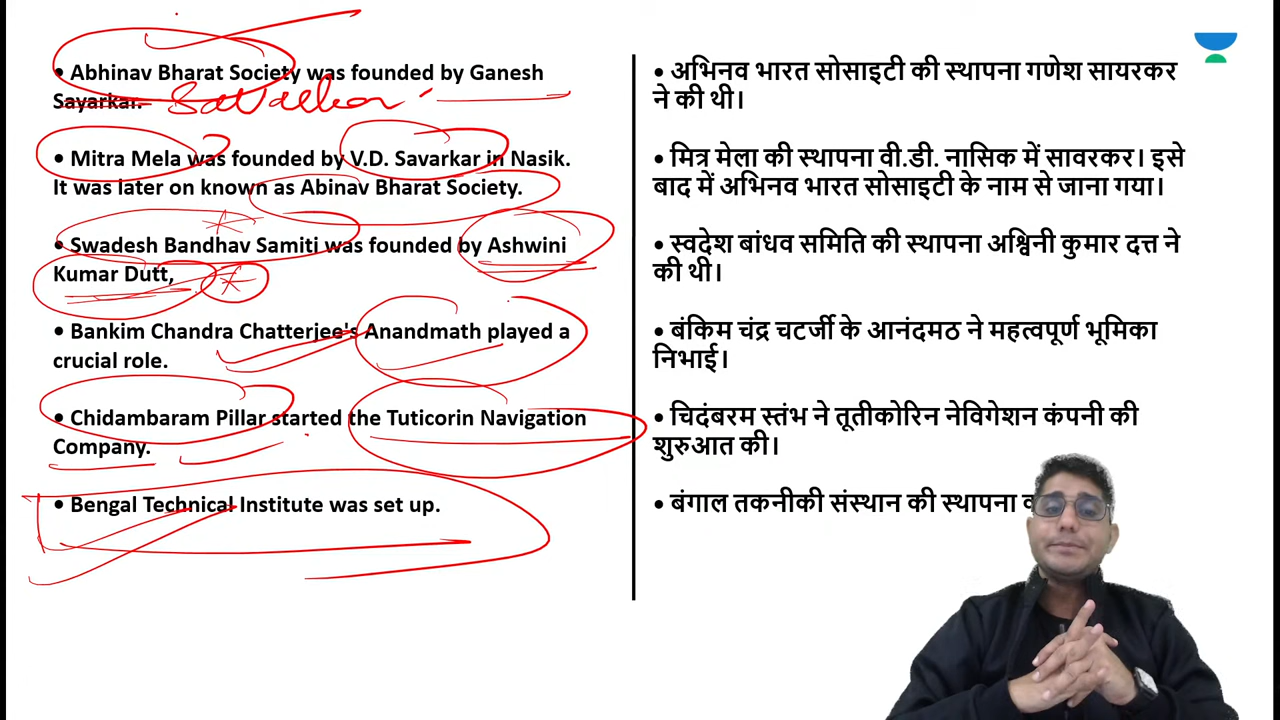 • Abhinav Bharat Society was founded by Ganesh
Sayarkar. Savarkar
• Mitra Mela was founded by V.D. Savarkar in Nasik.
It was later on known as Abinav Bharat Society.
• Swadesh Bandhav Samiti was founded by Ashwini
Kumar Dutt,
• Bankim Chandra Chatterjee's Anandmath played a
crucial role.
• Chidambaram Pillar started the Tuticorin Navigation
Company.
• Bengal Technical Institute was set up.
• अभिनव भारत सोसाइटी की स्थापना गणेश सायरकर
ने की थी।
• मित्र मेला की स्थापना वी.डी. नासिक में सावरकर। इसे
बाद में अभिनव भारत सोसाइटी के नाम से जाना गया।
• स्वदेश बांधव समिति की स्थापना अश्विनी कुमार दत्त ने
की थी।
• बंकिम चंद्र चटर्जी के आनंदमठ ने महत्वपूर्ण भूमिका
निभाई।
• चिदंबरम स्तंभ ने तूतीकोरिन नेविगेशन कंपनी की
शुरुआत की।
• बंगाल तकनीकी संस्थान की स्थापना